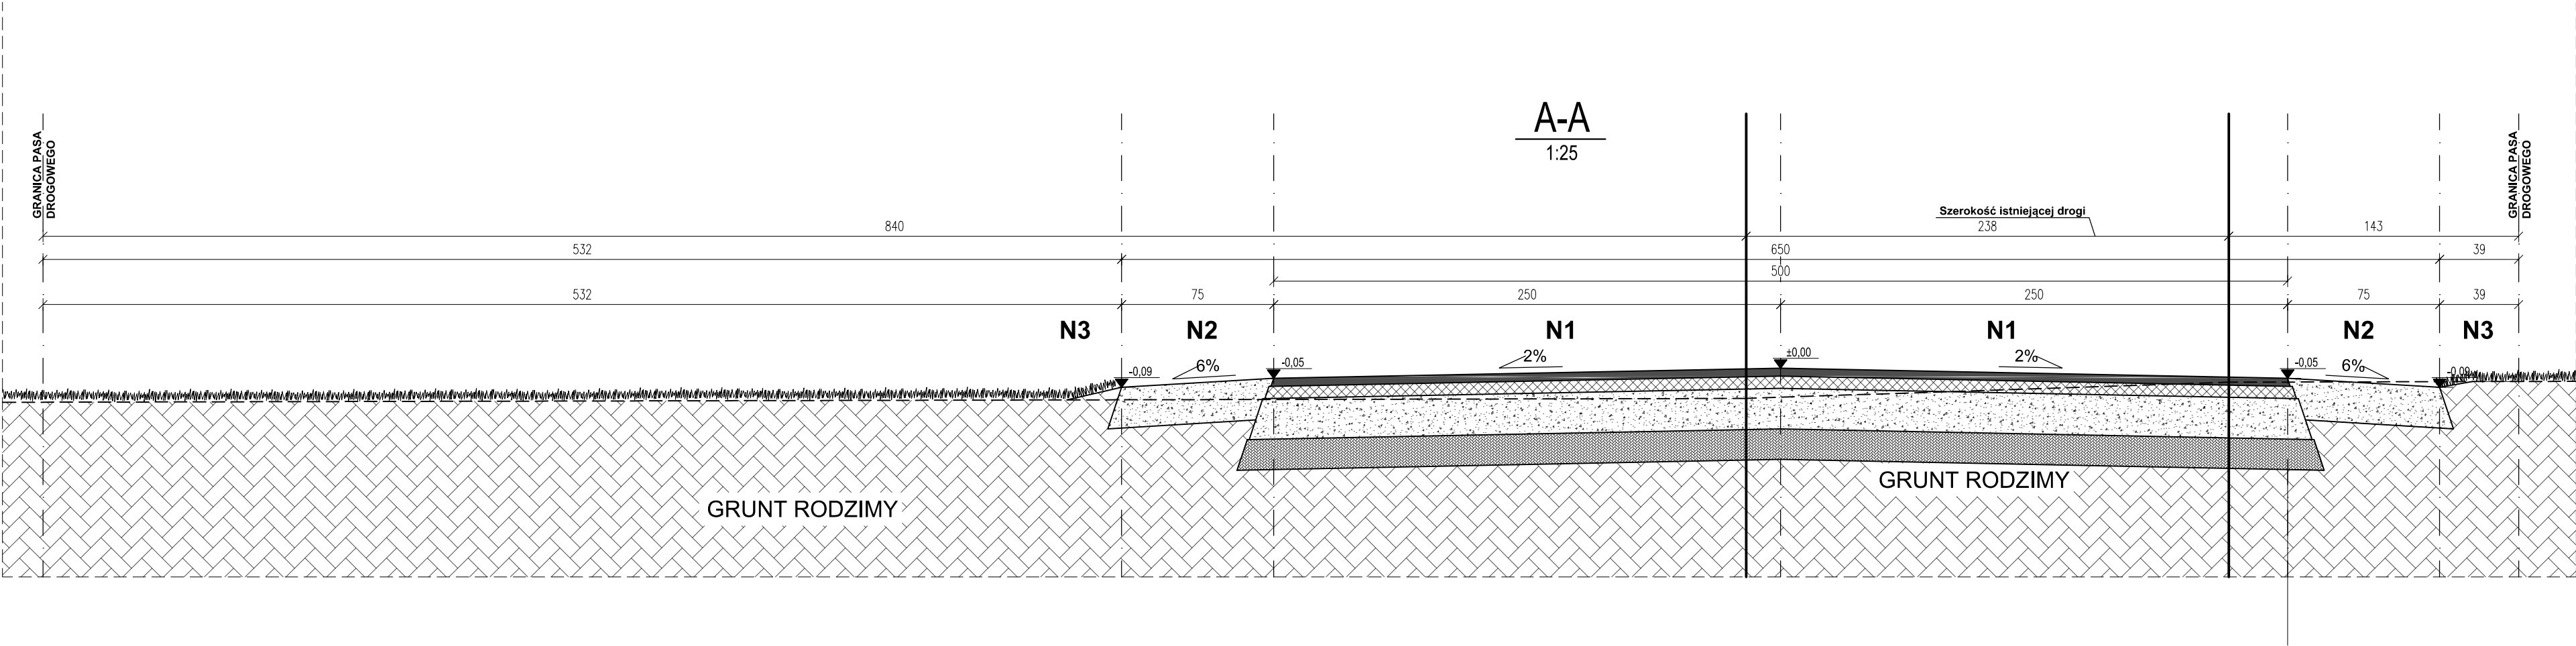 A-A
1:25
GRANICA PASA
DROGOWEGO
GRANICA PASA
DROGOWEGO
Szerokość istniejącej drogi
840
238
143
532
650
39
500
532
75
250
250
75
39
N3
N2
N1
N1
N2
N3
-0,09
6%
-0,05
2%
±0,00
2%
-0,05
6%
-0,09
GRUNT RODZIMY
GRUNT RODZIMY